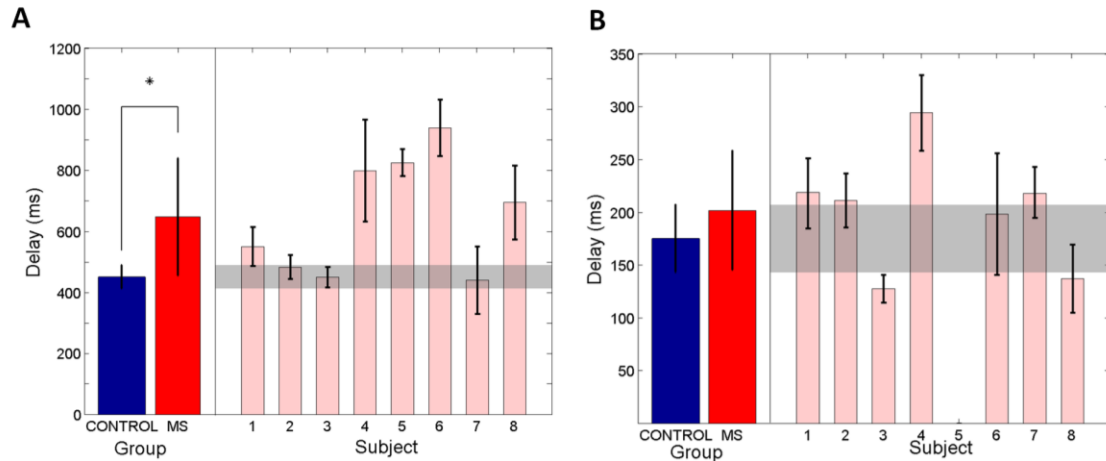 A
1200
1000
800
600
400
200
0
Delay (ms)
*
CONTROL MS
Group
1 2 3 4 5 6 7 8
Subject
B
350
300
250
200
150
100
50
Delay (ms)
CONTROL MS
Group
1 2 3 4 5 6 7 8
Subject